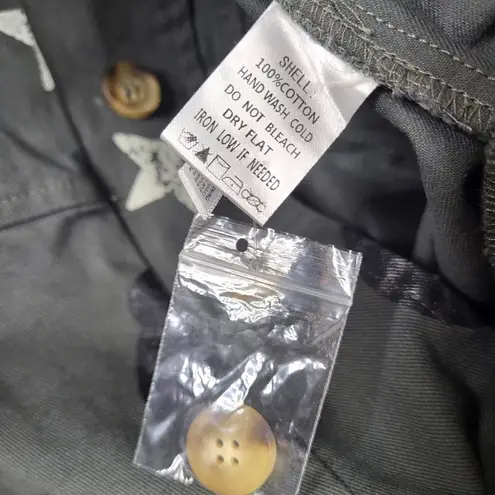 SHELL:
100%COTTON
HAND WASH COLD
DO NOT BLEACH
DRY FLAT
IRON LOW IF NEEDED